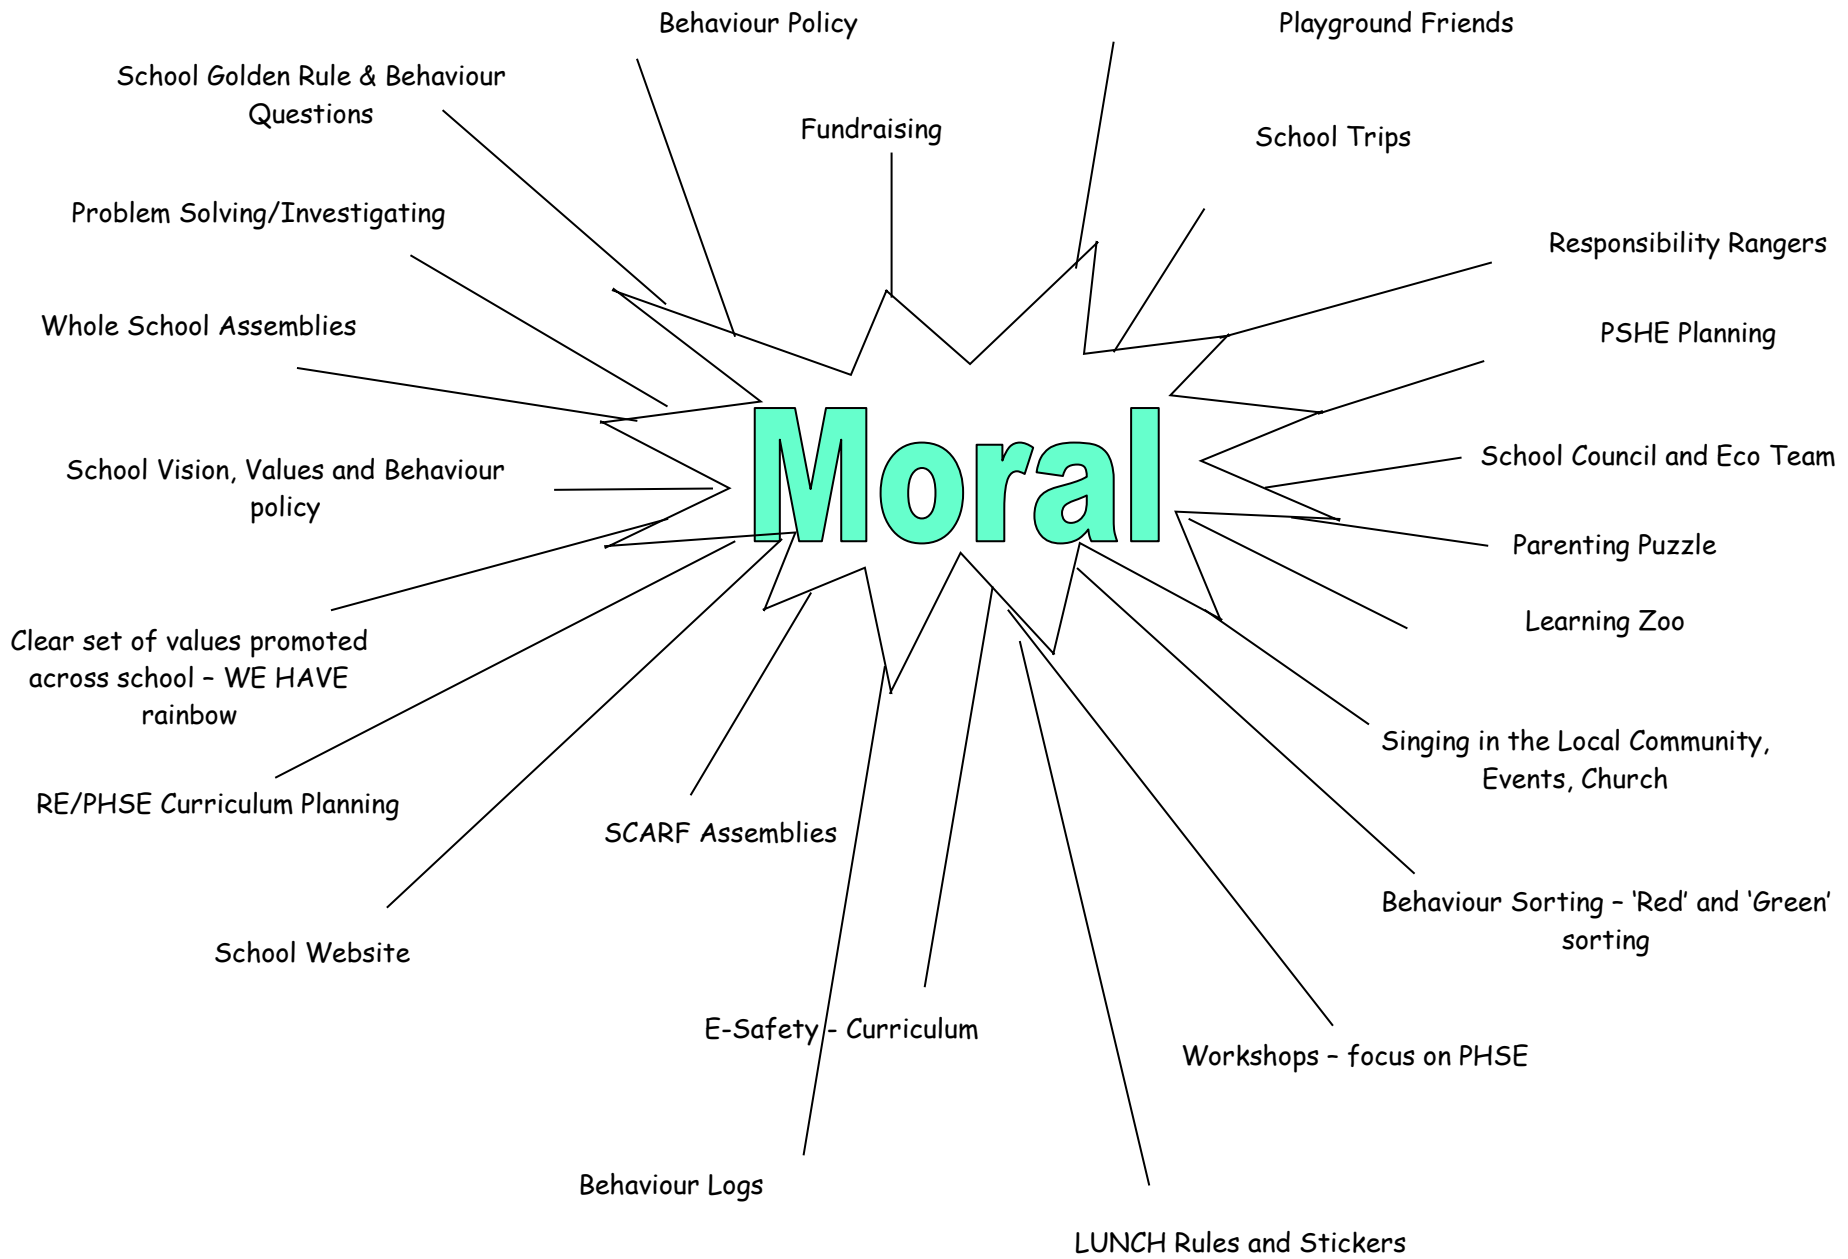 Behaviour Policy
Playground Friends
School Golden Rule & Behaviour
Questions
Fundraising
School Trips
Problem Solving/Investigating
Responsibility Rangers
Whole School Assemblies
PSHE Planning
Moral
School Vision, Values and Behaviour
policy
School Council and Eco Team
Parenting Puzzle
Learning Zoo
Clear set of values promoted
across school – WE HAVE
rainbow
Singing in the Local Community,
Events, Church
RE/PHSE Curriculum Planning
SCARF Assemblies
Behaviour Sorting – ‘Red’ and ‘Green’
sorting
School Website
E-Safety - Curriculum
Workshops – focus on PHSE
Behaviour Logs
LUNCH Rules and Stickers